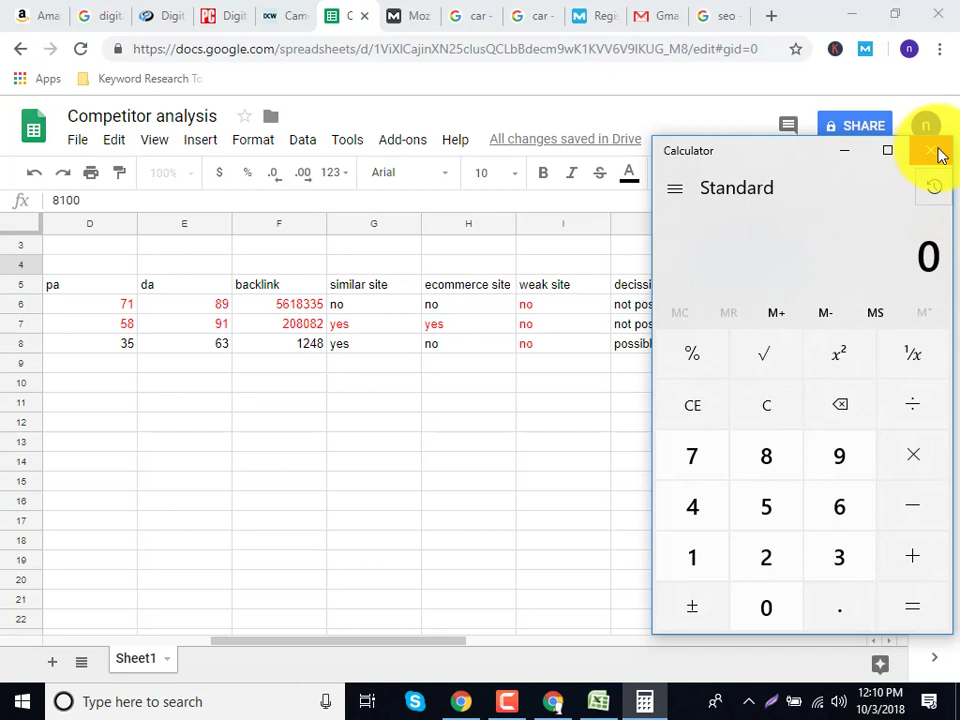 Ama
digit
Digit
Digit
Came
C
Moz
car -
car -
Regis
Gma
seo -
https://docs.google.com/spreadsheets/d/1ViXlCajinXN25clusQCLbBdecm9wK1KVV6V9lKUG_M8/edit#gid=0
Apps
Keyword Research To
Competitor analysis
File Edit View Insert Format Data Tools Add-ons Help All changes saved in Drive
SHARE
n
100% $ % .0 .00 123 Arial 10 B I S A
fx 8100
D E F G H I
3
4
5 pa da backlink similar site ecommerce site weak site decissi
6 71 89 5618335 no no no not pos
7 58 91 208082 yes yes no not pos
8 35 63 1248 yes no no possibl
9
10
11
12
13
14
15
16
17
18
19
20
21
22
Sheet1
Calculator
Standard
0
MC MR M+ M- MS M˅
% √ x² ¹/x
CE C ÷
7 8 9 ×
4 5 6 −
1 2 3 +
± 0 . =
Type here to search
12:10 PM
10/3/2018